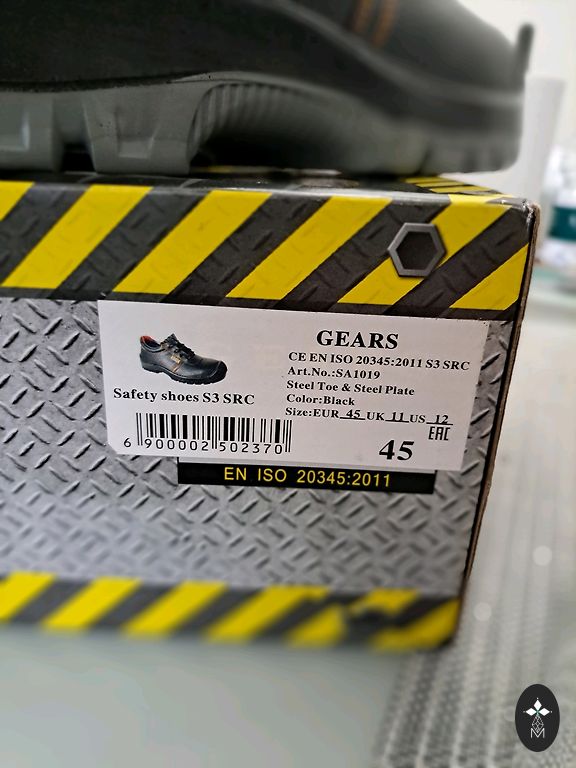 GEARS
CE EN ISO 20345:2011 S3 SRC
Art.No.:SA1019
Steel Toe & Steel Plate
Color:Black
Size:EUR 45 UK 11 US 12
Safety shoes S3 SRC
6 900002 502370
EAC
45
EN ISO 20345:2011
M